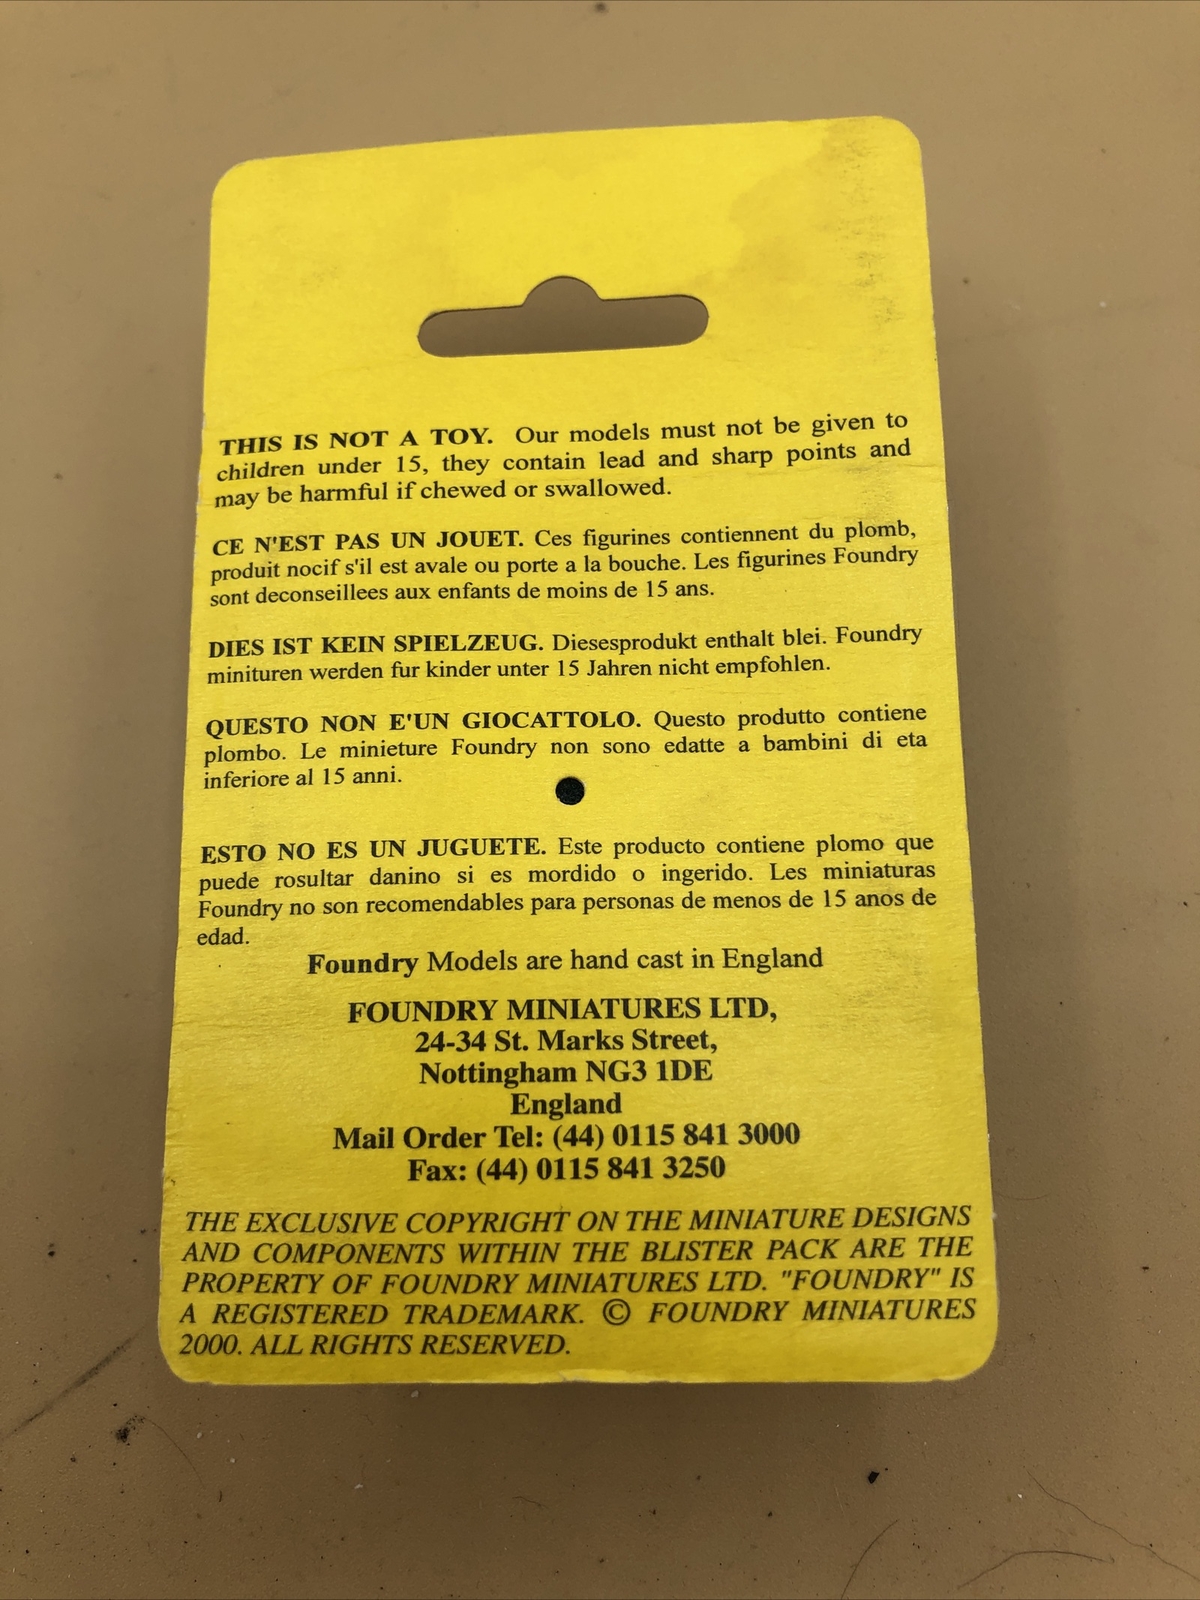 THIS IS NOT A TOY. Our models must not be given to
children under 15, they contain lead and sharp points and
may be harmful if chewed or swallowed.
CE N'EST PAS UN JOUET. Ces figurines contiennent du plomb,
produit nocif s'il est avale ou porte a la bouche. Les figurines Foundry
sont deconseillees aux enfants de moins de 15 ans.
DIES IST KEIN SPIELZEUG. Diesesprodukt enthalt blei. Foundry
minituren werden fur kinder unter 15 Jahren nicht empfohlen.
QUESTO NON E'UN GIOCATTOLO. Questo produtto contiene
plombo. Le minieture Foundry non sono edatte a bambini di eta
inferiore al 15 anni.
ESTO NO ES UN JUGUETE. Este producto contiene plomo que
puede rosultar danino si es mordido o ingerido. Les miniaturas
Foundry no son recomendables para personas de menos de 15 anos de
edad.
Foundry Models are hand cast in England
FOUNDRY MINIATURES LTD,
24-34 St. Marks Street,
Nottingham NG3 1DE
England
Mail Order Tel: (44) 0115 841 3000
Fax: (44) 0115 841 3250
THE EXCLUSIVE COPYRIGHT ON THE MINIATURE DESIGNS
AND COMPONENTS WITHIN THE BLISTER PACK ARE THE
PROPERTY OF FOUNDRY MINIATURES LTD. "FOUNDRY" IS
A REGISTERED TRADEMARK. © FOUNDRY MINIATURES
2000. ALL RIGHTS RESERVED.